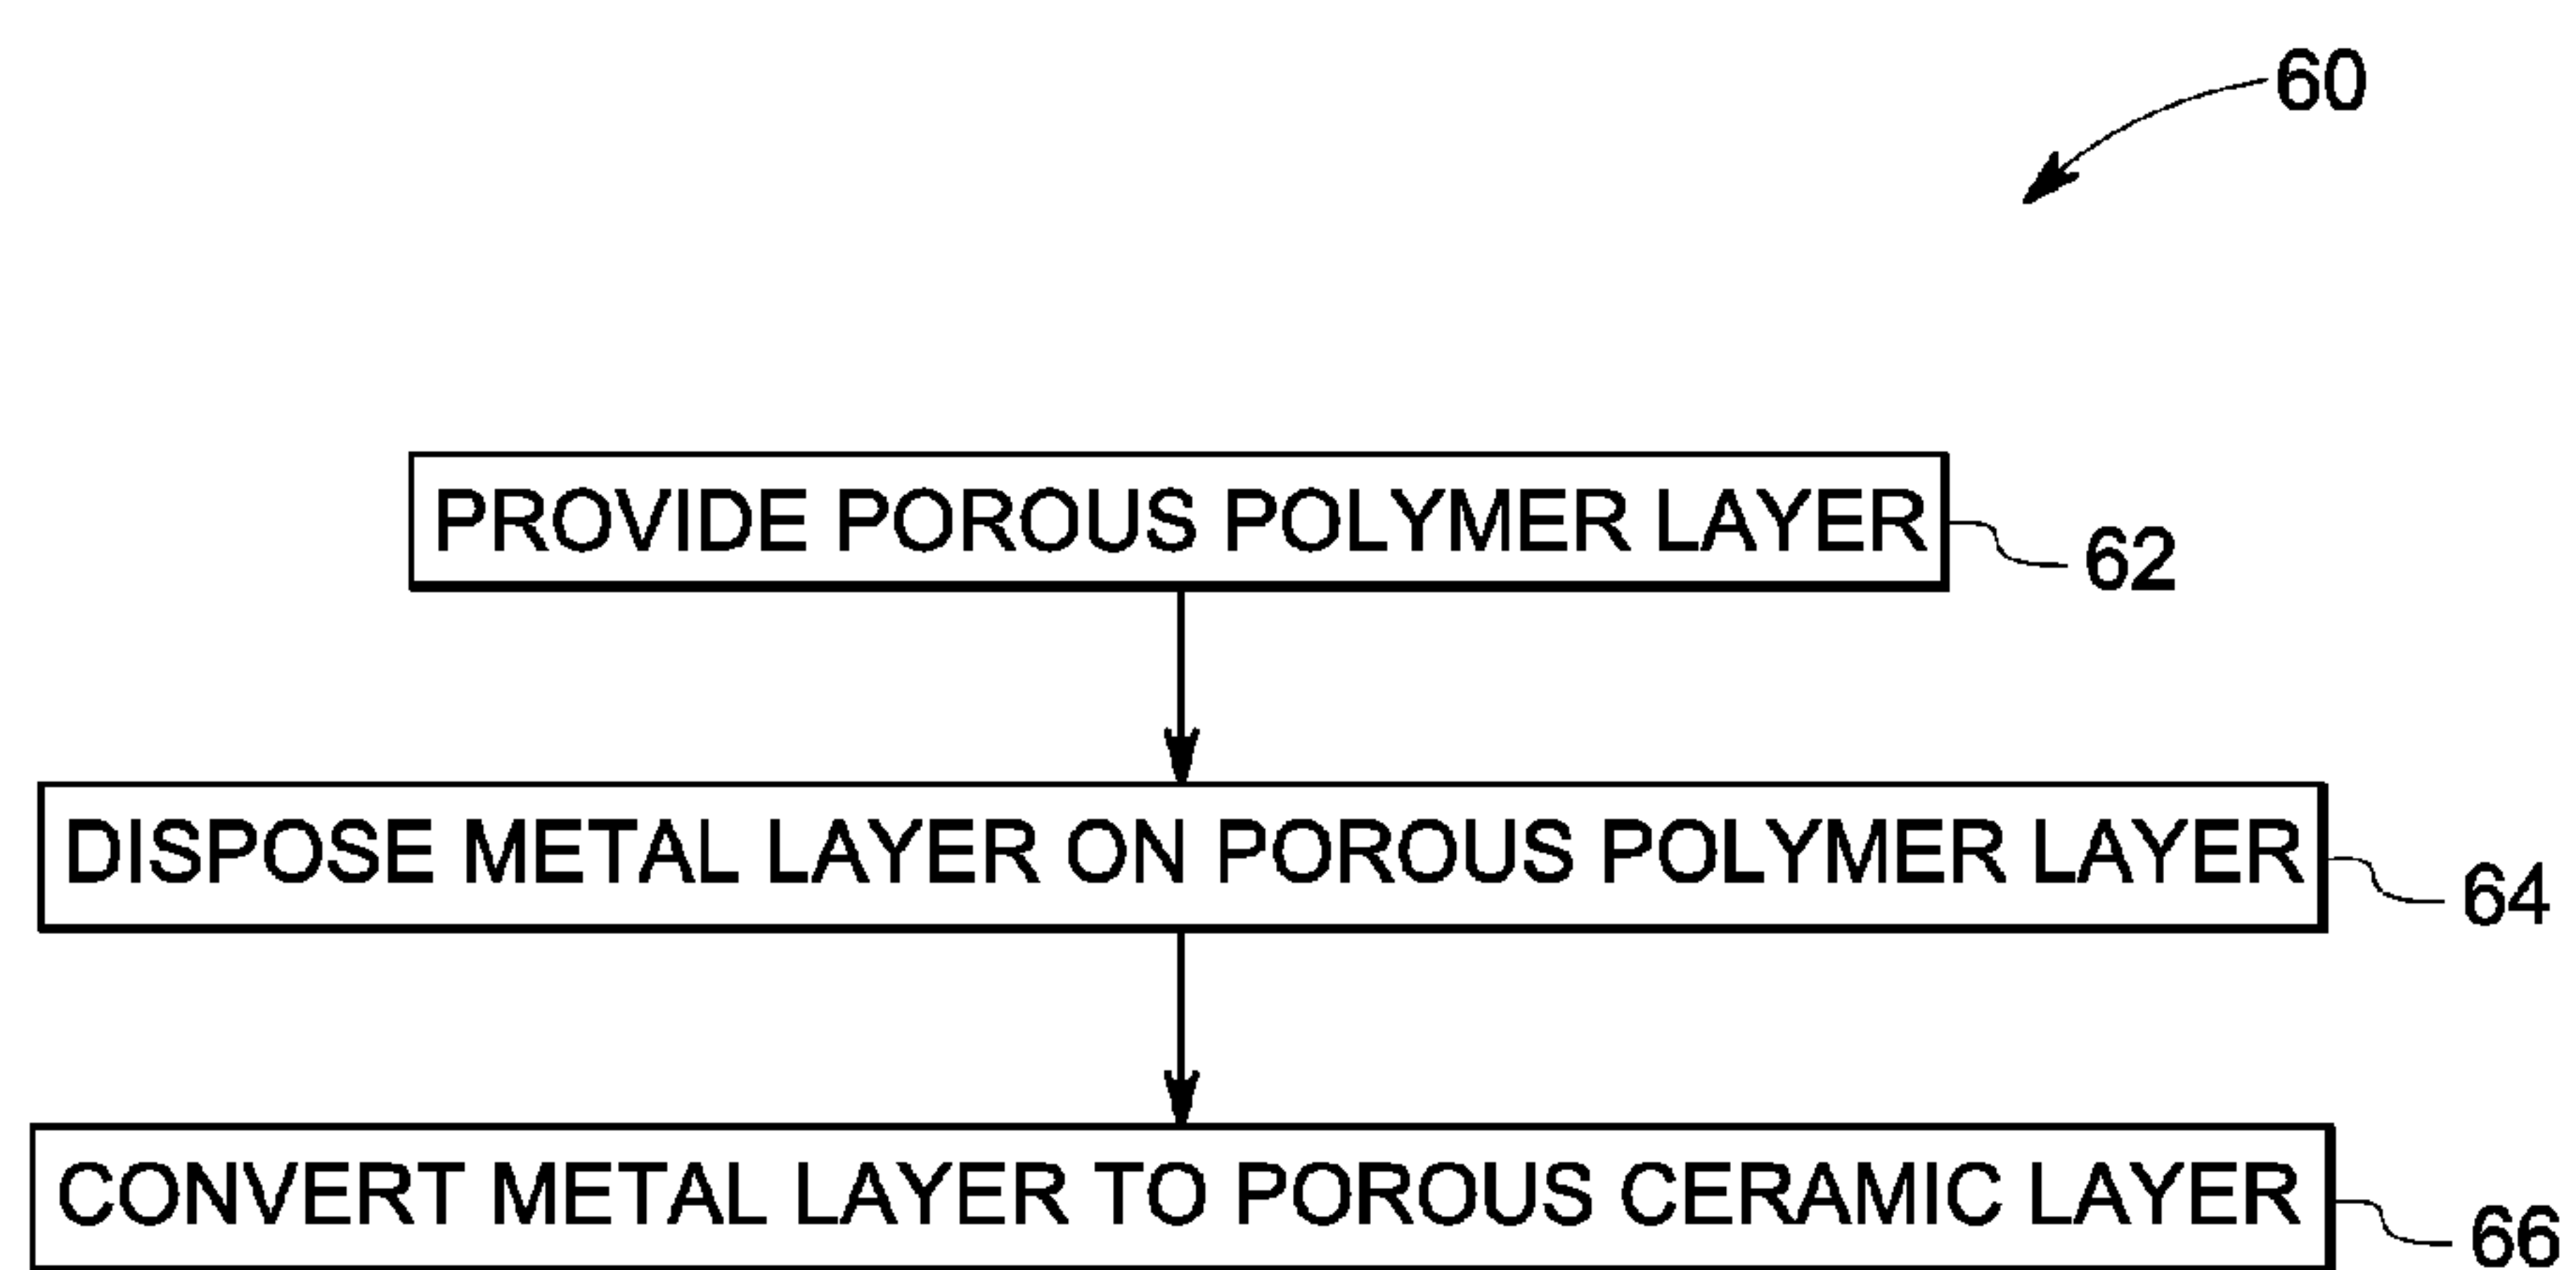 60
PROVIDE POROUS POLYMER LAYER
62
DISPOSE METAL LAYER ON POROUS POLYMER LAYER
64
CONVERT METAL LAYER TO POROUS CERAMIC LAYER
66